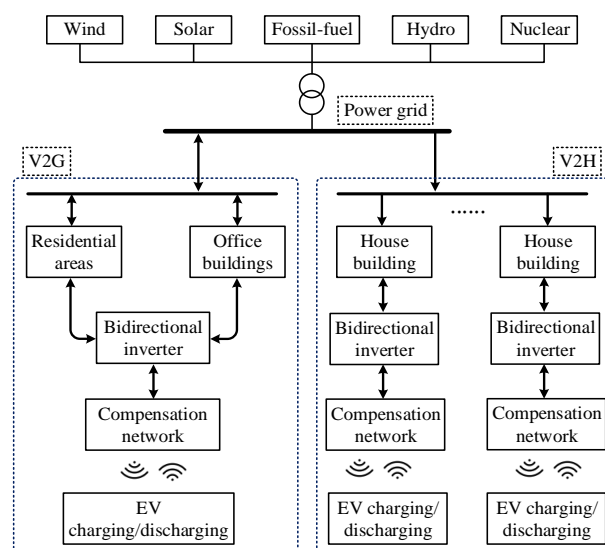 Wind
Solar
Fossil-fuel
Hydro
Nuclear
Power grid
V2G
V2H
Residential
areas
Office
buildings
Bidirectional
inverter
Compensation
network
EV
charging/discharging
......
House
building
House
building
Bidirectional
inverter
Bidirectional
inverter
Compensation
network
Compensation
network
EV charging/
discharging
EV charging/
discharging